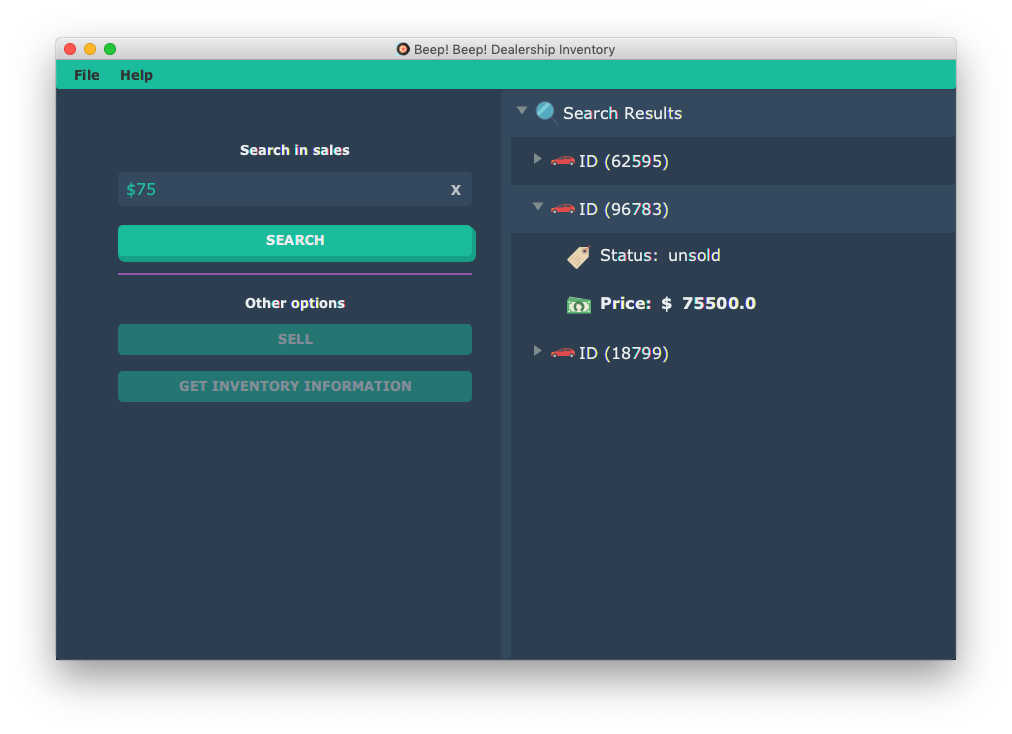 Beep! Beep! Dealership Inventory
File Help
Search in sales
$75 X
SEARCH
Other options
SELL
GET INVENTORY INFORMATION
Search Results
ID (62595)
ID (96783)
Status: unsold
Price: $ 75500.0
ID (18799)